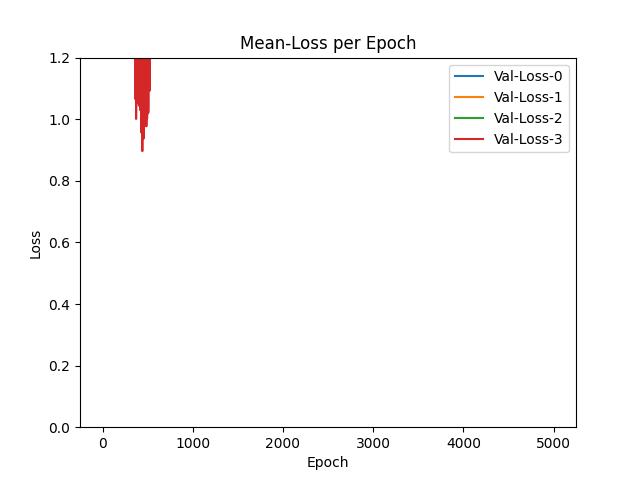 Mean-Loss per Epoch
1.2
1.0
0.8
0.6
0.4
0.2
0.0
Loss
Val-Loss-0
Val-Loss-1
Val-Loss-2
Val-Loss-3
0 1000 2000 3000 4000 5000
Epoch